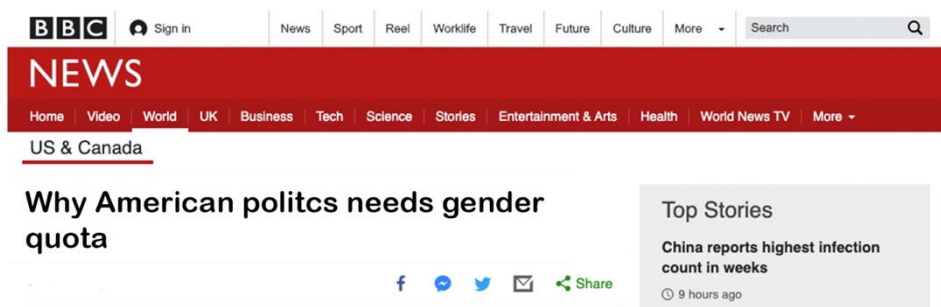 BBC Sign in News Sport Reel Worklife Travel Future Culture More Search
NEWS
Home Video World UK Business Tech Science Stories Entertainment & Arts Health World News TV More
US & Canada
Why American politcs needs gender
quota
f Share
Top Stories
China reports highest infection
count in weeks
9 hours ago